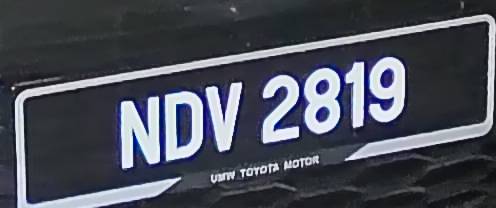 NDV 2819
UMW TOYOTA MOTOR